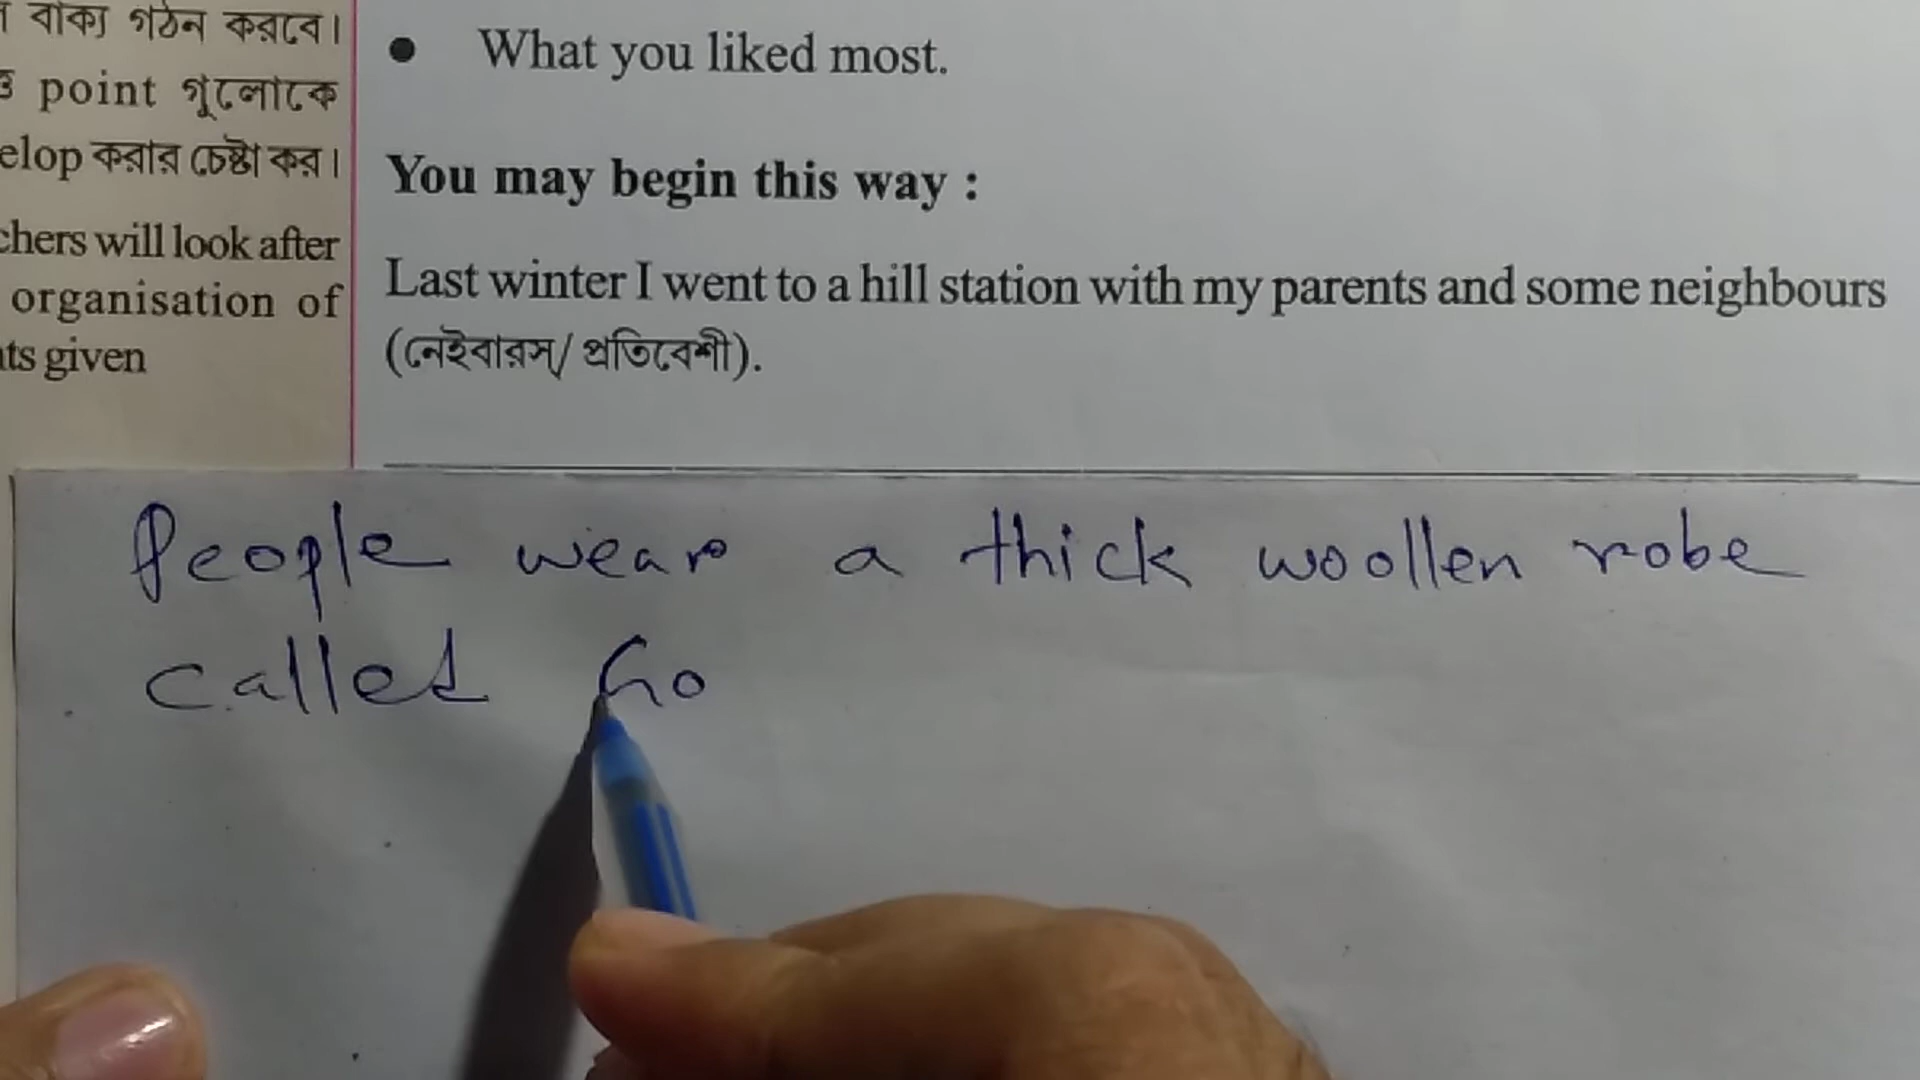 বাক্য গঠন করবে।
point গুলোকে
elop করার চেষ্টা কর।
chers will look after
organisation of
nts given
• What you liked most.
You may begin this way :
Last winter I went to a hill station with my parents and some neighbours
(নেইবারস্/ প্রতিবেশী).
People wear a thick woollen robe
called Go